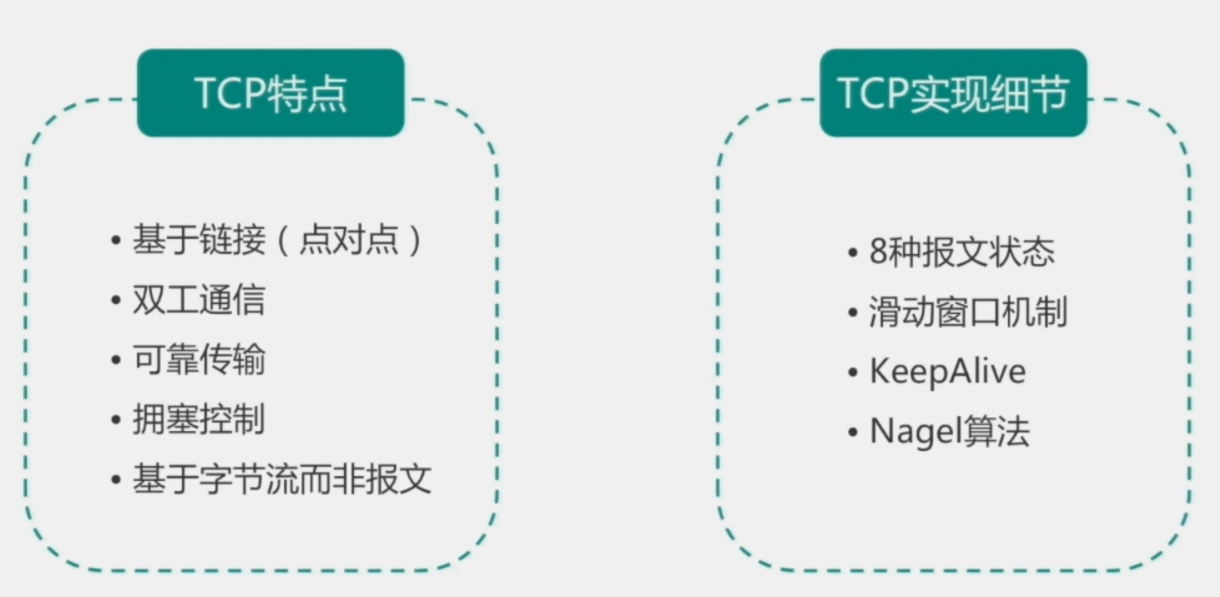 TCP特点
• 基于链接（点对点）
• 双工通信
• 可靠传输
• 拥塞控制
• 基于字节流而非报文
TCP实现细节
• 8种报文状态
• 滑动窗口机制
• KeepAlive
• Nagel算法